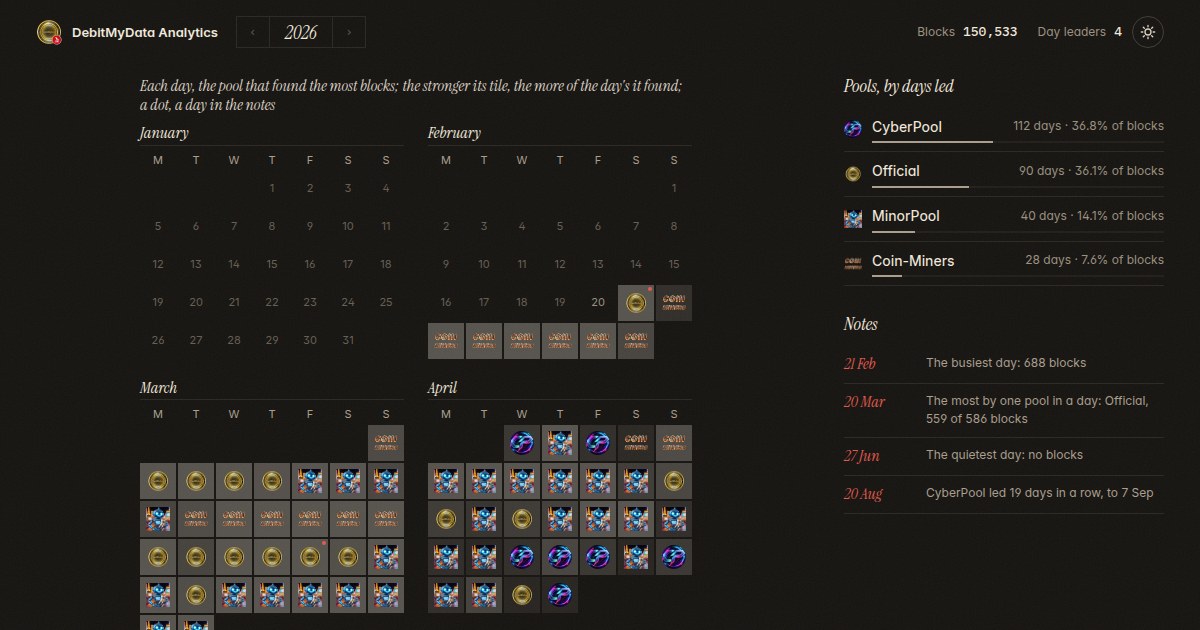 DebitMyData Analytics
‹ 2026 ›
Blocks 150,533 Day leaders 4
Each day, the pool that found the most blocks; the stronger its tile, the more of the day's it found;
a dot, a day in the notes
January
M T W T F S S
1 2 3 4
5 6 7 8 9 10 11
12 13 14 15 16 17 18
19 20 21 22 23 24 25
26 27 28 29 30 31
February
M T W T F S S
1
2 3 4 5 6 7 8
9 10 11 12 13 14 15
16 17 18 19 20
March
M T W T F S S
April
M T W T F S S
Pools, by days led
CyberPool 112 days · 36.8% of blocks
Official 90 days · 36.1% of blocks
MinorPool 40 days · 14.1% of blocks
Coin-Miners 28 days · 7.6% of blocks
Notes
21 Feb The busiest day: 688 blocks
20 Mar The most by one pool in a day: Official,
559 of 586 blocks
27 Jun The quietest day: no blocks
20 Aug CyberPool led 19 days in a row, to 7 Sep